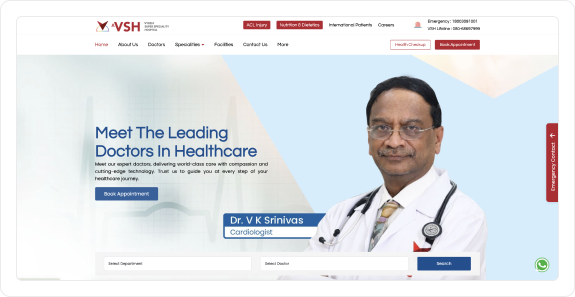 VSH
VYDEHI
SUPER SPECIALITY
HOSPITAL
ACL Injury
Nutrition & Dietetics
International Patients
Careers
Emergency : 18003091001
VSH Lifeline : 080-68687999
Home
About Us
Doctors
Specialities
Facilities
Contact Us
More
Health Checkup
Book Appointment
Meet The Leading
Doctors In Healthcare
Meet our expert doctors, delivering world-class care with compassion and
cutting-edge technology. Trust us to guide you at every step of your
healthcare journey.
Book Appointment
Dr. V K Srinivas
Cardiologist
Emergency Contact
Select Department
Select Doctor
Search